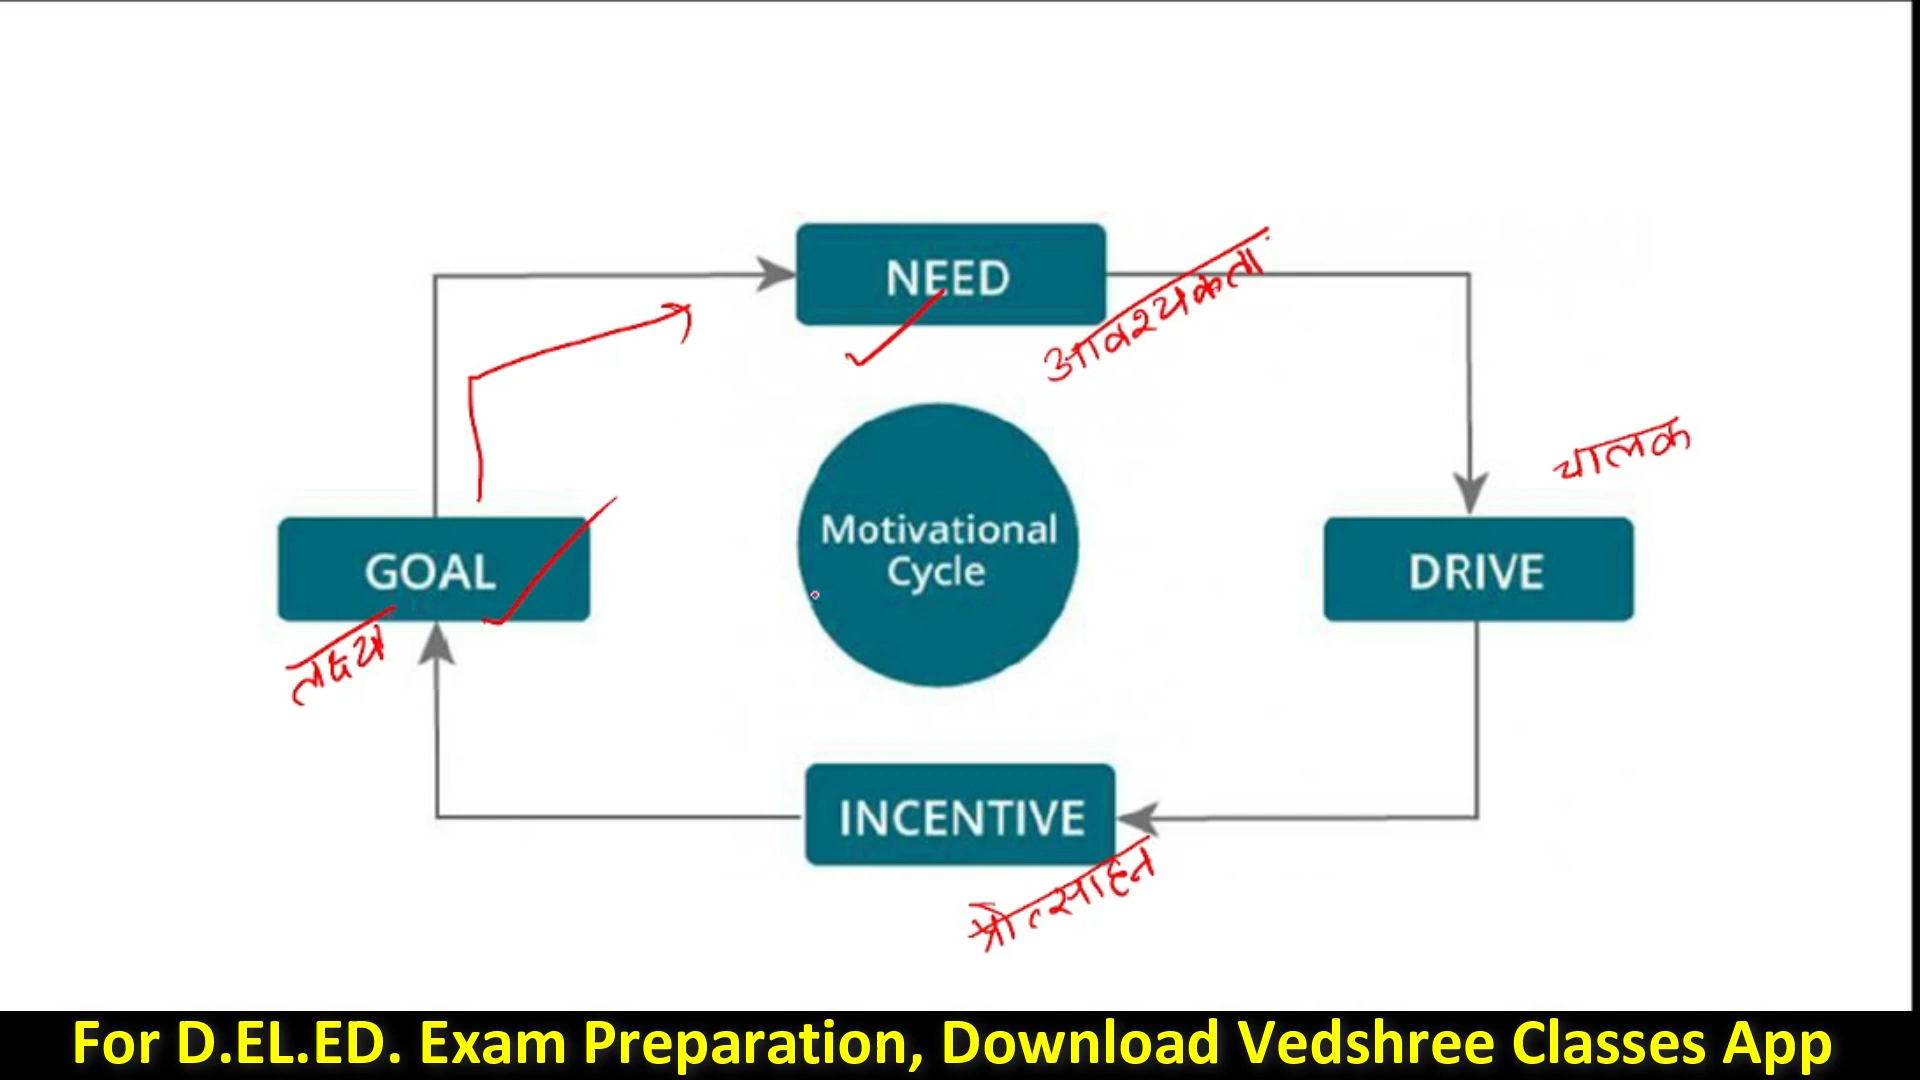 NEED
आवश्यकता
चालक
Motivational
Cycle
GOAL
DRIVE
लक्ष्य
INCENTIVE
प्रोत्साहन
For D.EL.ED. Exam Preparation, Download Vedshree Classes App